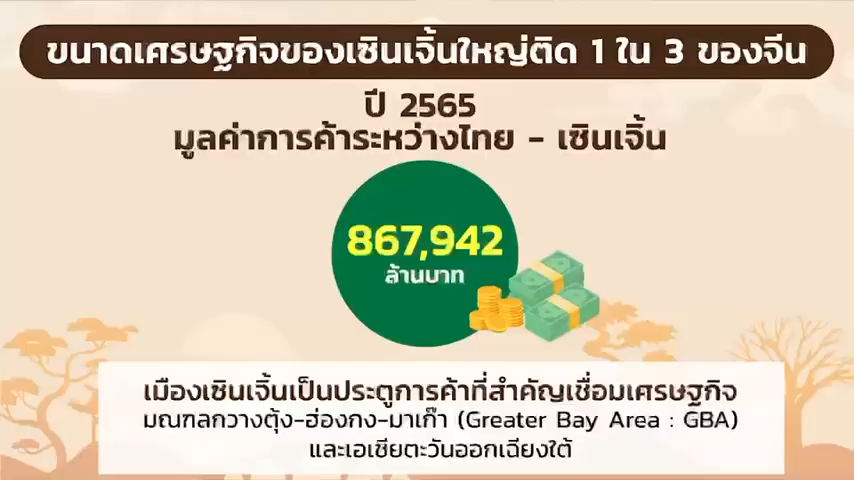 ขนาดเศรษฐกิจของเซินเจิ้นใหญ่ติด 1 ใน 3 ของจีน
ปี 2565
มูลค่าการค้าระหว่างไทย - เซินเจิ้น
867,942
ล้านบาท
เมืองเซินเจิ้นเป็นประตูการค้าที่สำคัญเชื่อมเศรษฐกิจ
มณฑลกวางตุ้ง-ฮ่องกง-มาเก๊า (Greater Bay Area : GBA)
และเอเชียตะวันออกเฉียงใต้